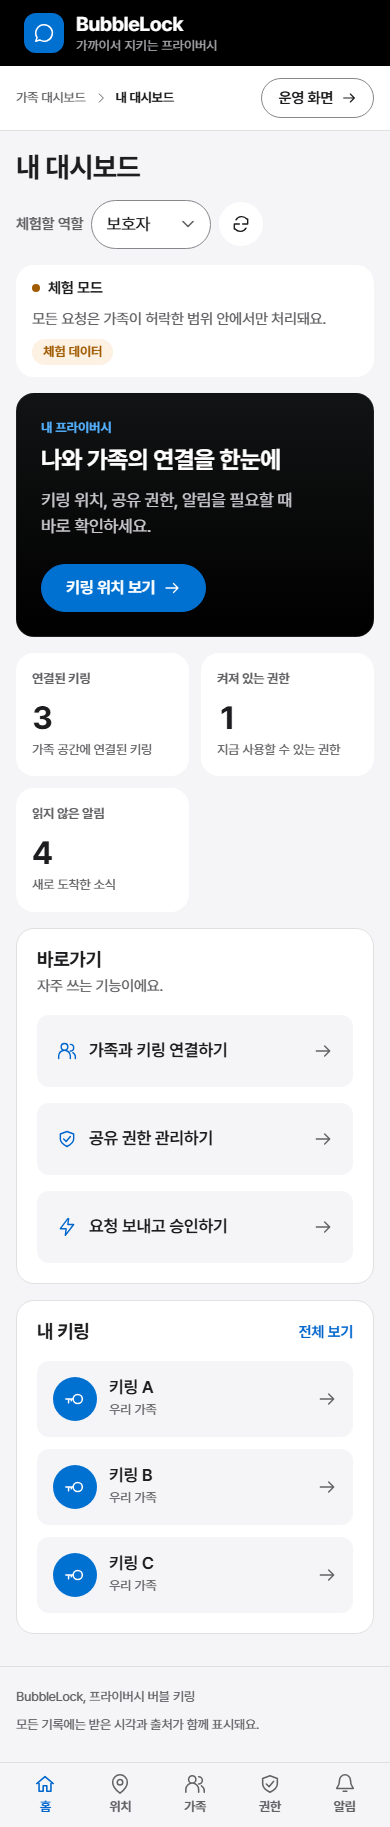 BubbleLock
가까이서 지키는 프라이버시
가족 대시보드 > 내 대시보드
운영 화면 →
내 대시보드
체험할 역할 보호자
체험 모드
모든 요청은 가족이 허락한 범위 안에서만 처리돼요.
체험 데이터
내 프라이버시
나와 가족의 연결을 한눈에
키링 위치, 공유 권한, 알림을 필요할 때
바로 확인하세요.
키링 위치 보기 →
연결된 키링
3
가족 공간에 연결된 키링
켜져 있는 권한
1
지금 사용할 수 있는 권한
읽지 않은 알림
4
새로 도착한 소식
바로가기
자주 쓰는 기능이에요.
가족과 키링 연결하기 →
공유 권한 관리하기 →
요청 보내고 승인하기 →
내 키링
전체 보기
키링 A
우리 가족
키링 B
우리 가족
키링 C
우리 가족
BubbleLock, 프라이버시 버블 키링
모든 기록에는 받은 시각과 출처가 함께 표시돼요.
홈 위치 가족 권한 알림